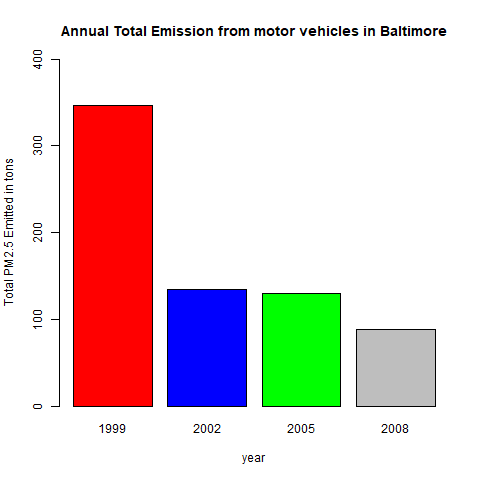 Annual Total Emission from motor vehicles in Baltimore
Total PM2.5 Emitted in tons
400
300
200
100
0
1999 2002 2005 2008
year